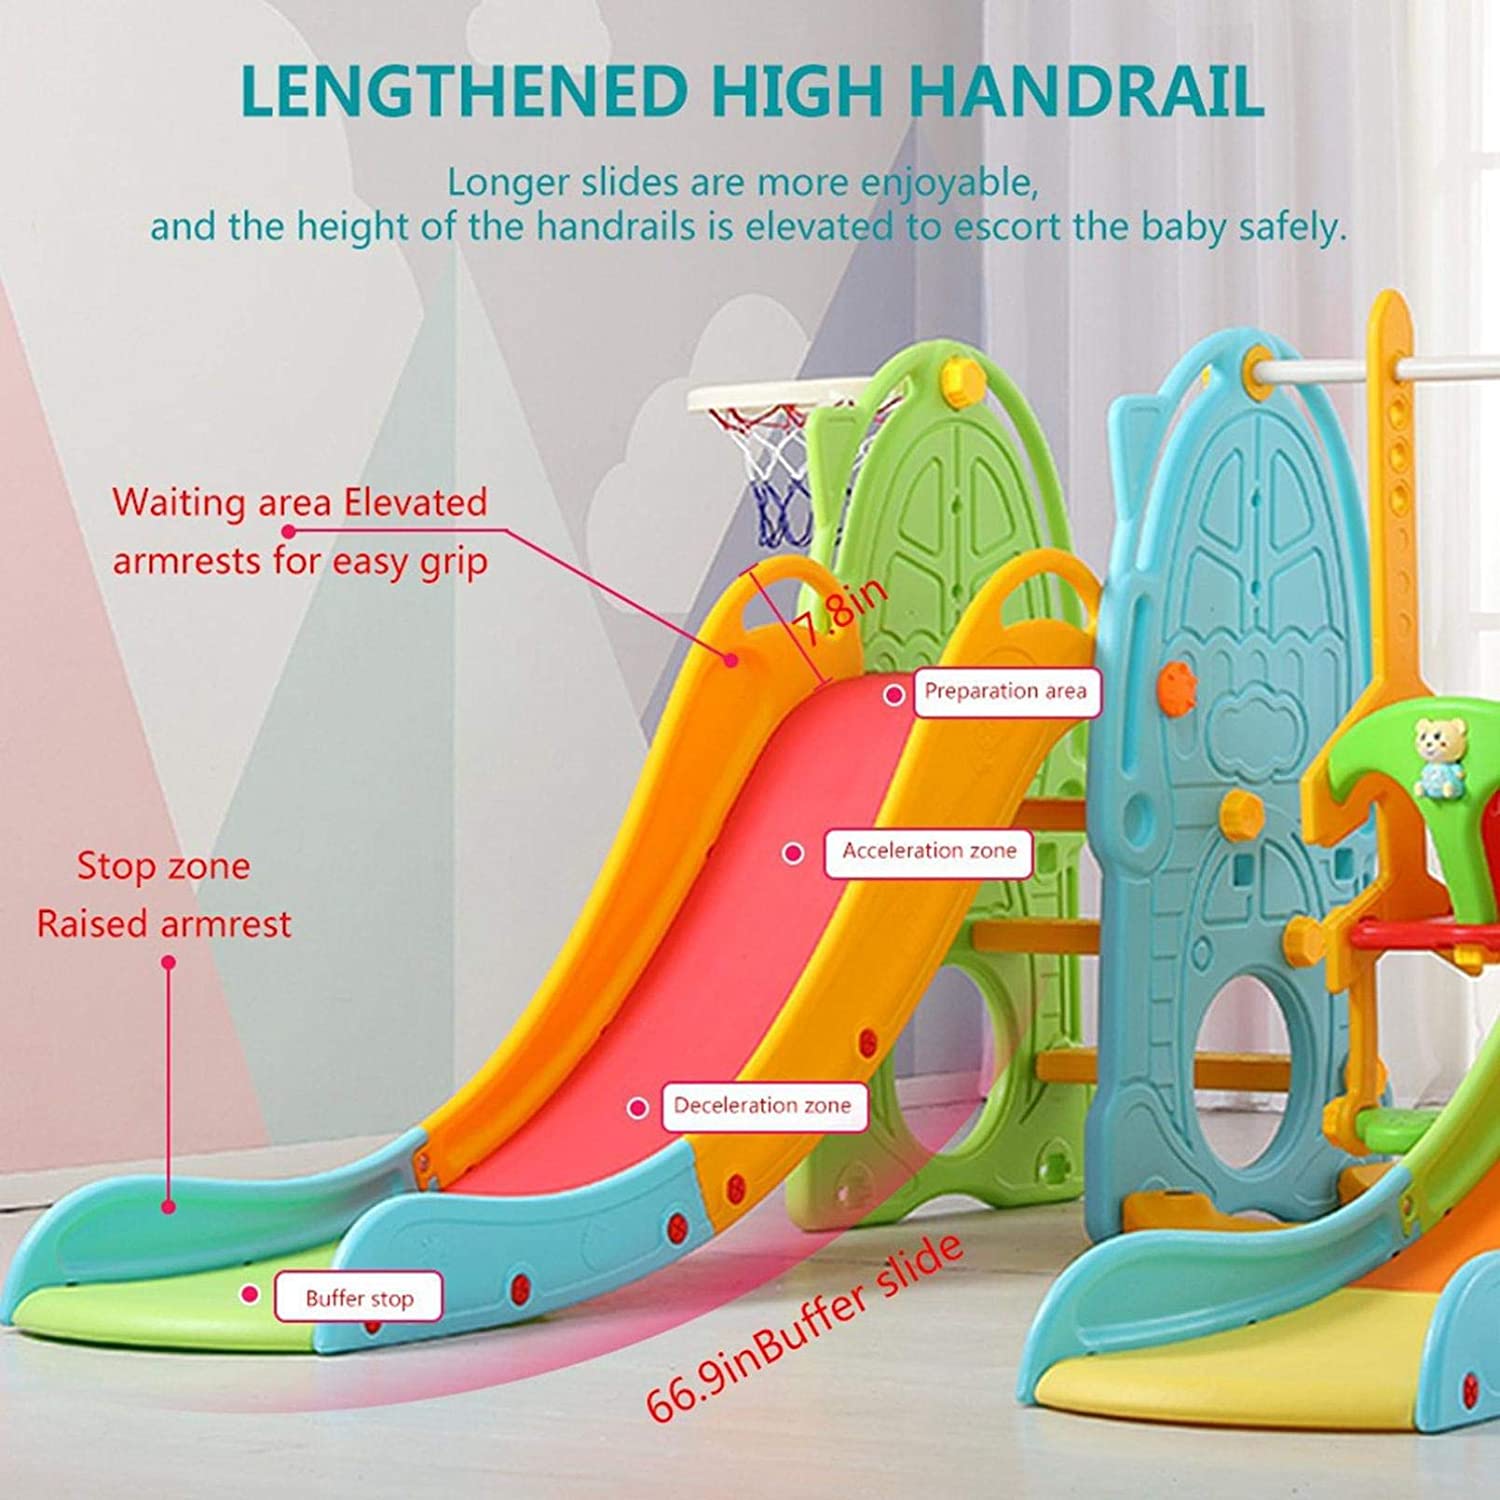 LENGTHENED HIGH HANDRAIL
Longer slides are more enjoyable,
and the height of the handrails is elevated to escort the baby safely.
Waiting area Elevated
armrests for easy grip
7.8in
Preparation area
Acceleration zone
Stop zone
Raised armrest
Deceleration zone
Buffer stop
66.9inBuffer slide